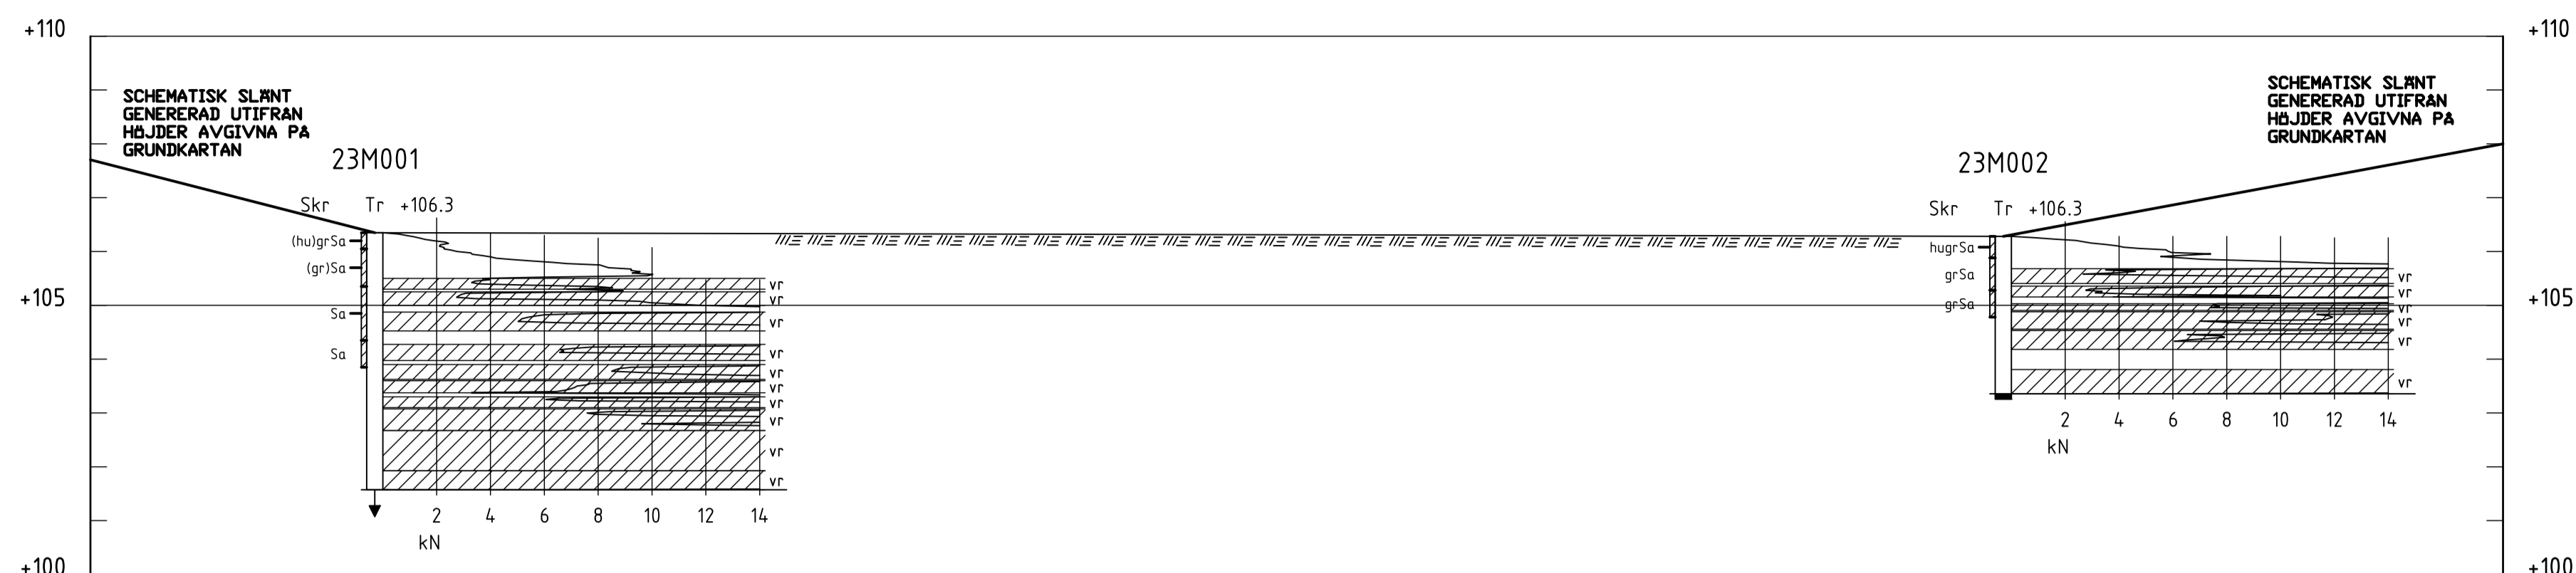 +110
+110
SCHEMATISK SLÄNT
GENERERAD UTIFRÅN
HÖJDER AVGIVNA PÅ
GRUNDKARTAN
SCHEMATISK SLÄNT
GENERERAD UTIFRÅN
HÖJDER AVGIVNA PÅ
GRUNDKARTAN
23M001
23M002
Skr Tr +106.3
Skr Tr +106.3
(hu)grSa
(gr)Sa
Sa
Sa
vr
vr
vr
vr
vr
vr
vr
vr
vr
vr
2 4 6 8 10 12 14
kN
hugrSa
grSa
grSa
vr
vr
vr
vr
vr
vr
2 4 6 8 10 12 14
kN
+105
+105
+100
+100